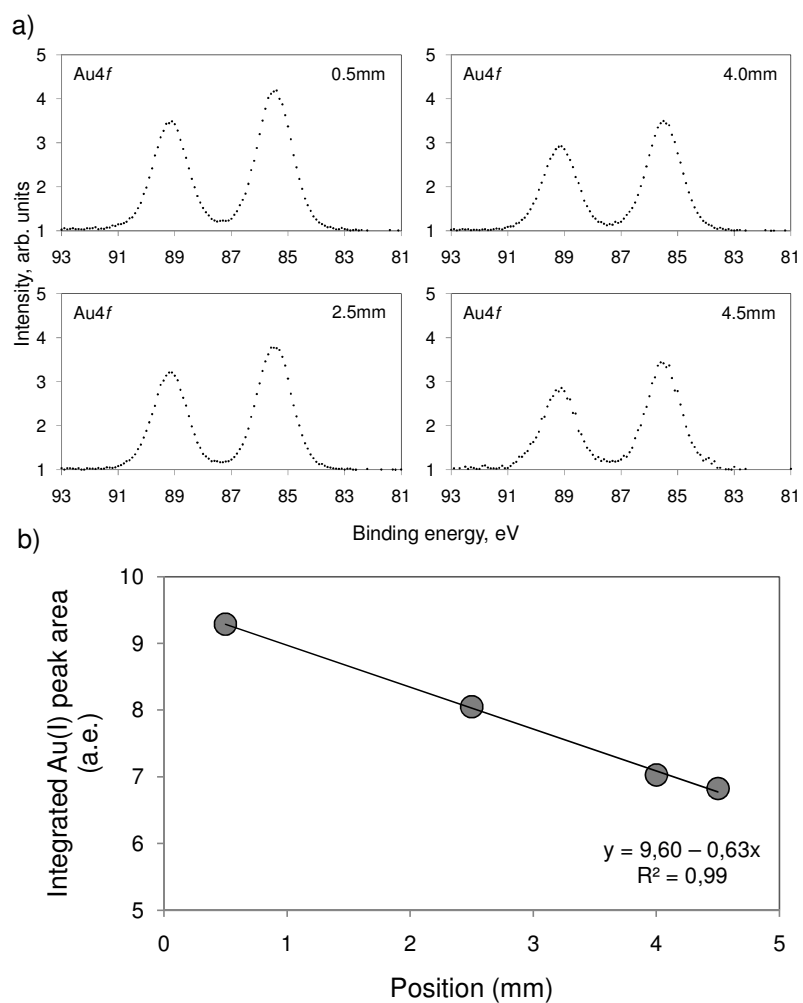 a)
Intensity, arb. units
5
4
3
2
1
Au4f
0.5mm
93 91 89 87 85 83 81
5
4
3
2
1
Au4f
4.0mm
93 91 89 87 85 83 81
5
4
3
2
1
Au4f
2.5mm
93 91 89 87 85 83 81
5
4
3
2
1
Au4f
4.5mm
93 91 89 87 85 83 81
Binding energy, eV
b)
Integrated Au(I) peak area
(a.e.)
10
9
8
7
6
5
y = 9,60 – 0,63x
R² = 0,99
0 1 2 3 4 5
Position (mm)